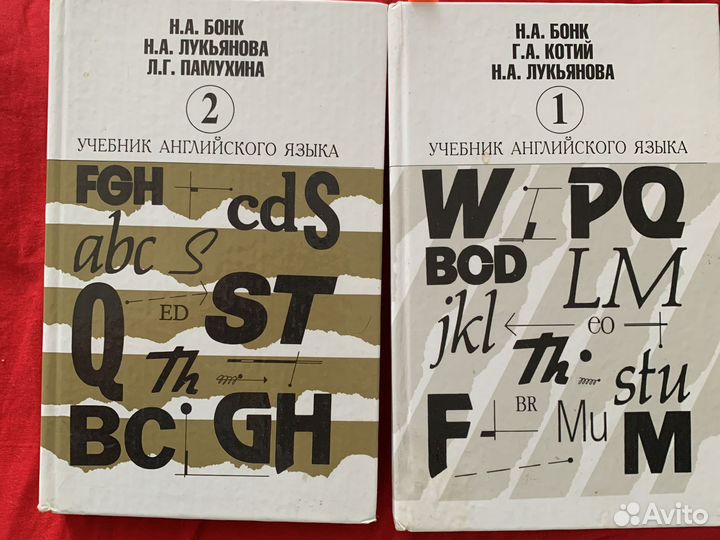 Н.А. БОНК
Н.А. ЛУКЬЯНОВА
Л.Г. ПАМУХИНА
2
УЧЕБНИК АНГЛИЙСКОГО ЯЗЫКА
FGH cdS
abc S
Q ED ST
Th
BC GH
Н.А. БОНК
Г.А. КОТИЙ
Н.А. ЛУКЬЯНОВА
1
УЧЕБНИК АНГЛИЙСКОГО ЯЗЫКА
W I PQ
BCD LM
jkl eo
Th stu
F BR Mu M
Avito